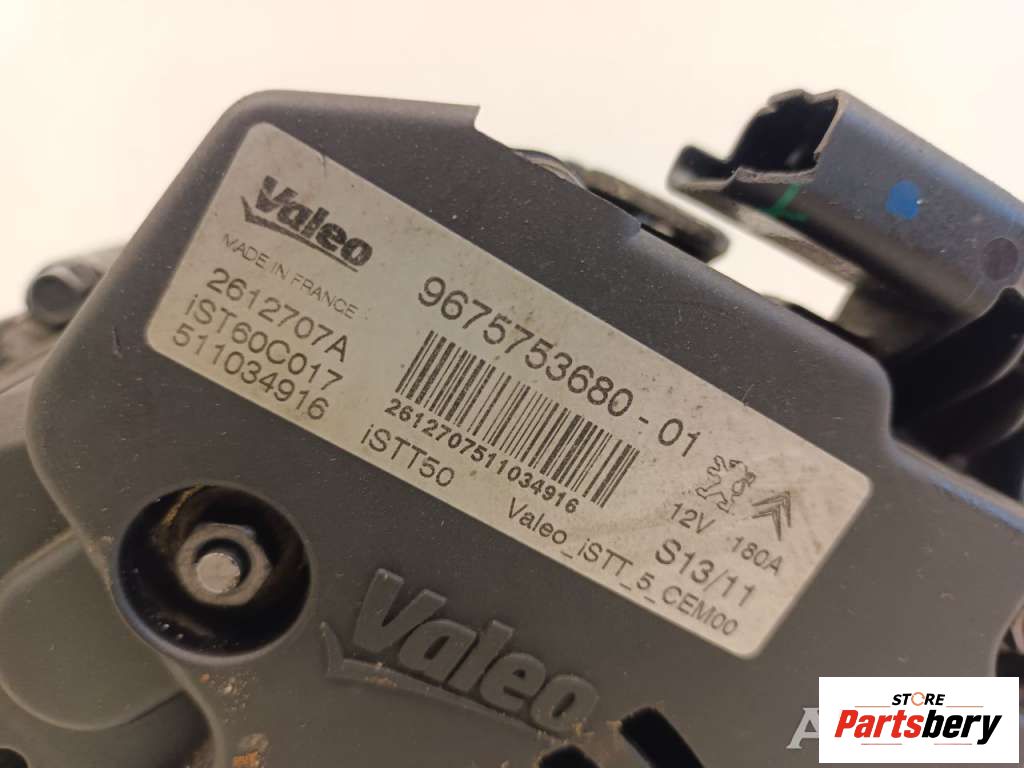 Valeo
MADE IN FRANCE
2612707A
iST60C017
511034916
9675753680-01
2612707511034916
iSTT50
Valeo_iSTT_5_CEM00
12V 180A
S13/11
Valeo
STORE
Partsbery